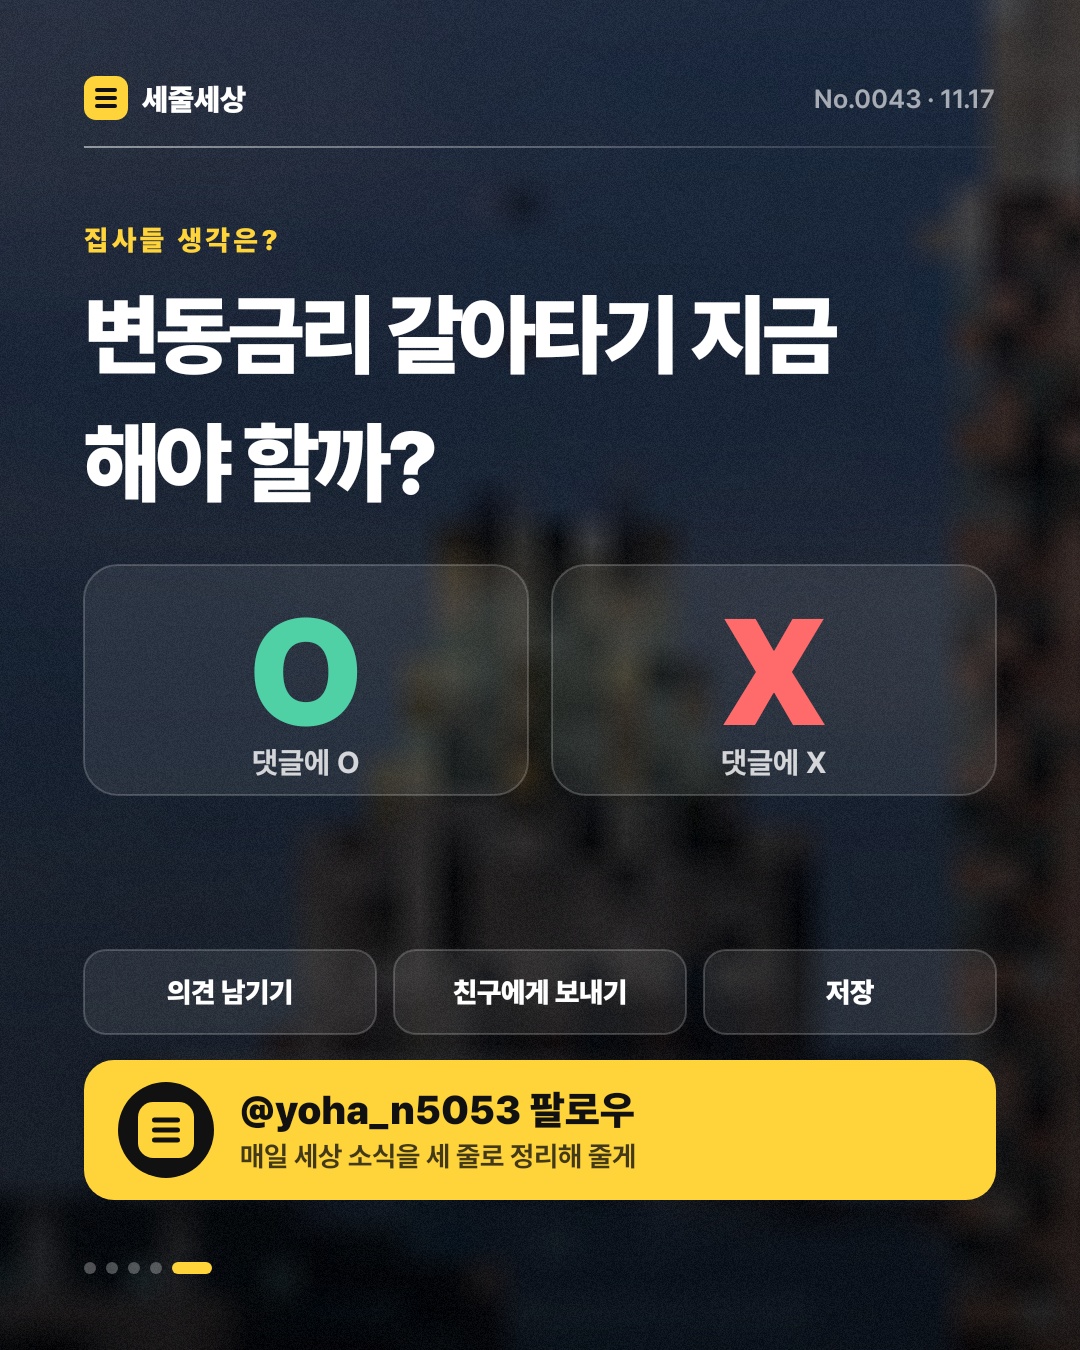 세줄세상
No.0043 · 11.17
집사들 생각은?
변동금리 갈아타기 지금
해야 할까?
O
댓글에 O
X
댓글에 X
의견 남기기
친구에게 보내기
저장
@yoha_n5053 팔로우
매일 세상 소식을 세 줄로 정리해 줄게